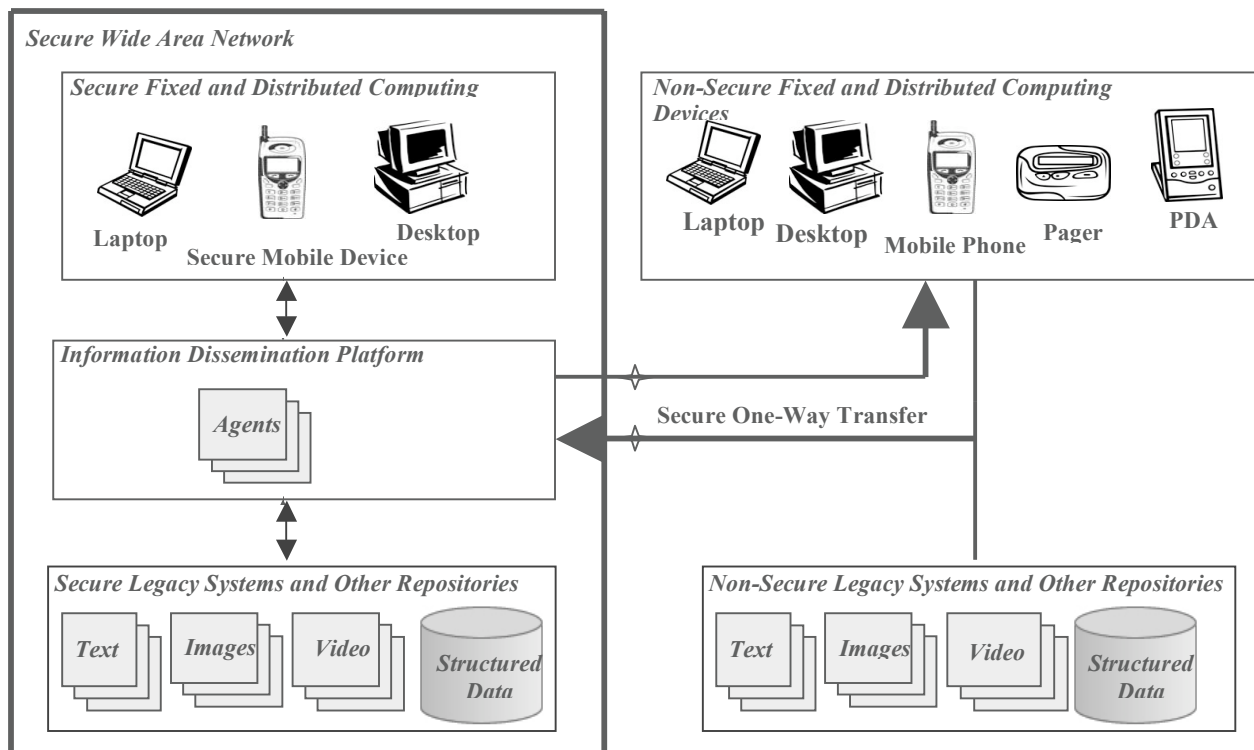 Secure Wide Area Network
Secure Fixed and Distributed Computing
Laptop
Secure Mobile Device
Desktop
Non-Secure Fixed and Distributed Computing
Devices
Laptop
Desktop
Mobile Phone
Pager
PDA
Information Dissemination Platform
Agents
Secure One-Way Transfer
Secure Legacy Systems and Other Repositories
Text
Images
Video
Structured
Data
Non-Secure Legacy Systems and Other Repositories
Text
Images
Video
Structured
Data